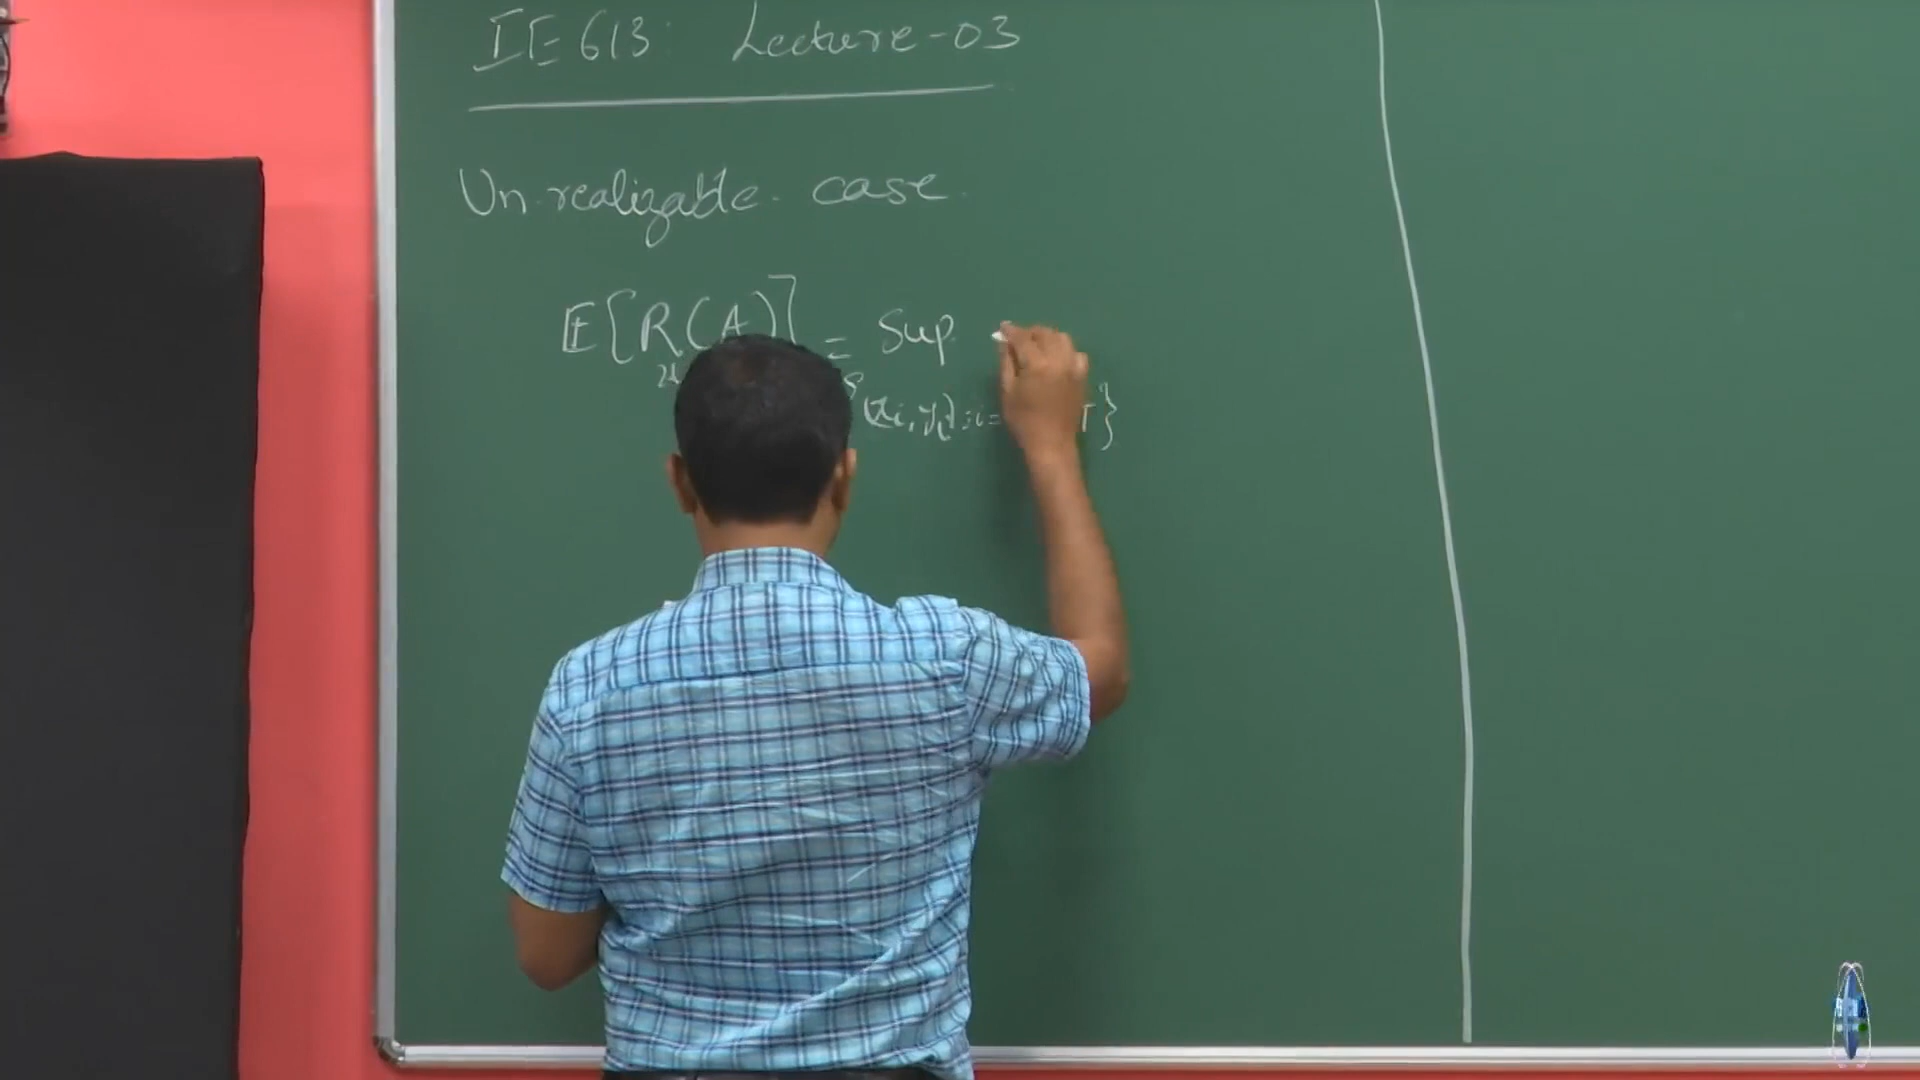 IE 613: Lecture-03
Un-realizable case.
E[R(A)] = Sup
(xi, yi): i= T}